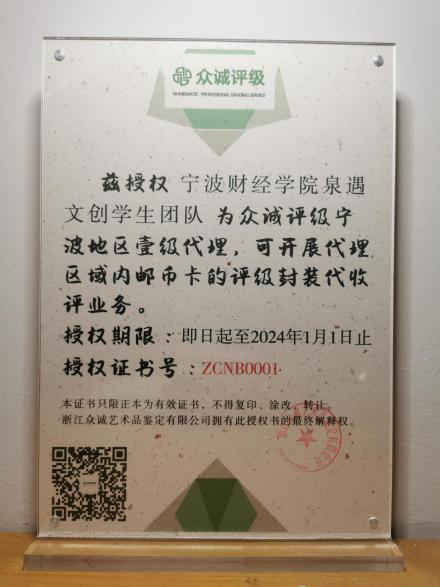 众诚评级
NUMISMATIC PROFESSIONAL GRADING SERVICE
兹授权 宁波财经学院泉遇
文创学生团队 为众诚评级宁
波地区壹级代理，可开展代理
区域内邮币卡的评级封装代收
评业务。
授权期限：即日起至2024年1月1日止
授权证书号：ZCNB0001
本证书只限正本为有效证书，不得复印、涂改、转让。
浙江众诚艺术品鉴定有限公司拥有此授权书的最终解释权。